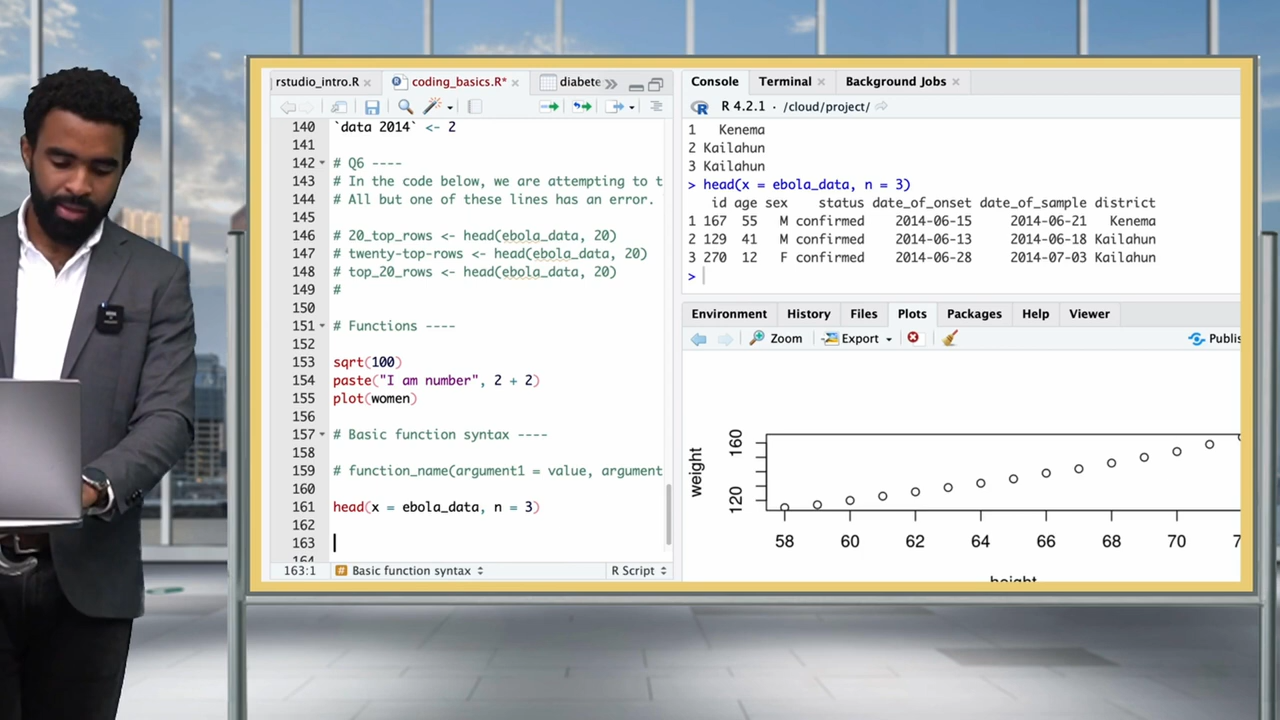 rstudio_intro.R
coding_basics.R*
diabete
140 `data 2014` <- 2
141
142 # Q6 ----
143 # In the code below, we are attempting to t
144 # All but one of these lines has an error.
145
146 # 20_top_rows <- head(ebola_data, 20)
147 # twenty-top-rows <- head(ebola_data, 20)
148 # top_20_rows <- head(ebola_data, 20)
149 #
150
151 # Functions ----
152
153 sqrt(100)
154 paste("I am number", 2 + 2)
155 plot(women)
156
157 # Basic function syntax ----
158
159 # function_name(argument1 = value, argument
160
161 head(x = ebola_data, n = 3)
162
163
164
163:1 # Basic function syntax R Script
Console Terminal Background Jobs
R R 4.2.1 · /cloud/project/
1 Kenema
2 Kailahun
3 Kailahun
> head(x = ebola_data, n = 3)
id age sex status date_of_onset date_of_sample district
1 167 55 M confirmed 2014-06-15 2014-06-21 Kenema
2 129 41 M confirmed 2014-06-13 2014-06-18 Kailahun
3 270 12 F confirmed 2014-06-28 2014-07-03 Kailahun
>
Environment History Files Plots Packages Help Viewer
Zoom Export Publis
weight
160
120
58 60 62 64 66 68 70 7
height